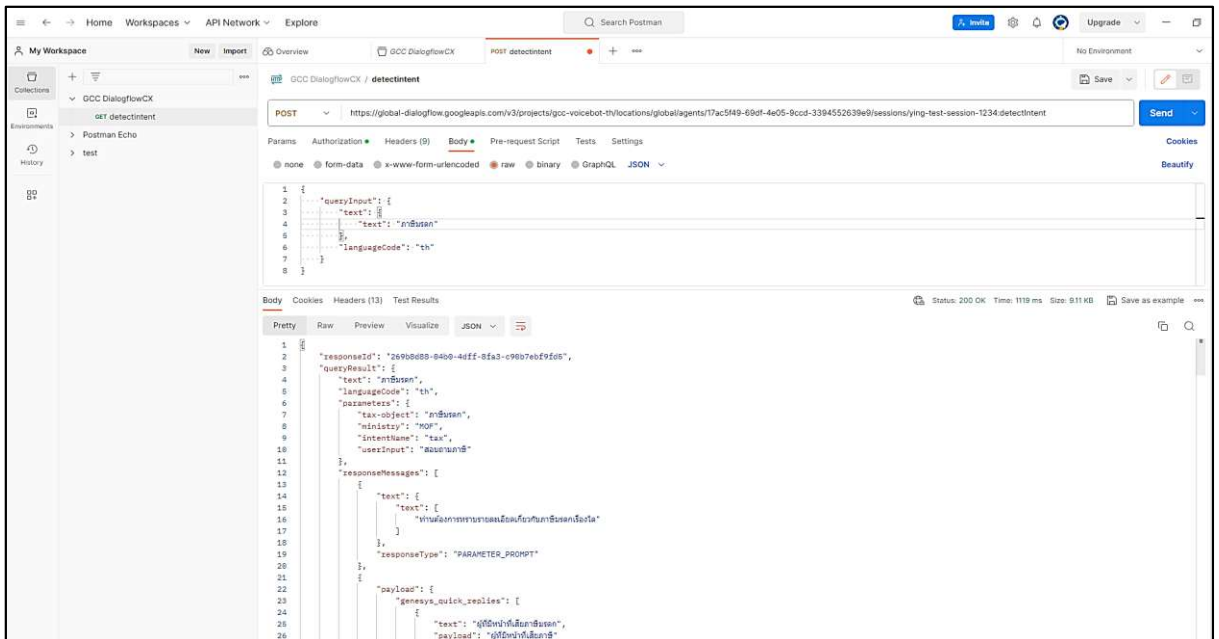 Home Workspaces API Network Explore Search Postman Invite Upgrade
My Workspace New Import Overview GCC DialogflowCX POST detectintent No Environment
Collections
Environments
History
GCC DialogflowCX
GET detectintent
Postman Echo
test
GCC DialogflowCX / detectintent Save
POST https://global-dialogflow.googleapis.com/v3/projects/gcc-voicebot-th/locations/global/agents/17ac5f49-69df-4e05-9ccd-3394552639e9/sessions/ying-test-session-1234:detectIntent Send
Params Authorization Headers (9) Body Pre-request Script Tests Settings Cookies
none form-data x-www-form-urlencoded raw binary GraphQL JSON Beautify
1 {
2 "queryInput": {
3 "text": {
4 "text": "ภาษีมรดก"
5 },
6 "languageCode": "th"
7 }
8 }
Body Cookies Headers (13) Test Results Status: 200 OK Time: 1119 ms Size: 9.11 KB Save as example
Pretty Raw Preview Visualize JSON
1 {
2 "responseId": "269b8d88-04b0-4dff-8fa3-c90b7ebf9fd5",
3 "queryResult": {
4 "text": "ภาษีมรดก",
5 "languageCode": "th",
6 "parameters": {
7 "tax-object": "ภาษีมรดก",
8 "ministry": "MOF",
9 "intentName": "tax",
10 "userInput": "สอบถามภาษี"
11 },
12 "responseMessages": [
13 {
14 "text": {
15 "text": [
16 "ท่านต้องการทราบรายละเอียดเกี่ยวกับภาษีมรดกเรื่องใด"
17 ]
18 },
19 "responseType": "PARAMETER_PROMPT"
20 },
21 {
22 "payload": {
23 "genesys_quick_replies": [
24 {
25 "text": "ผู้ที่มีหน้าที่เสียภาษีมรดก",
26 "payload": "ผู้ที่มีหน้าที่เสียภาษี"